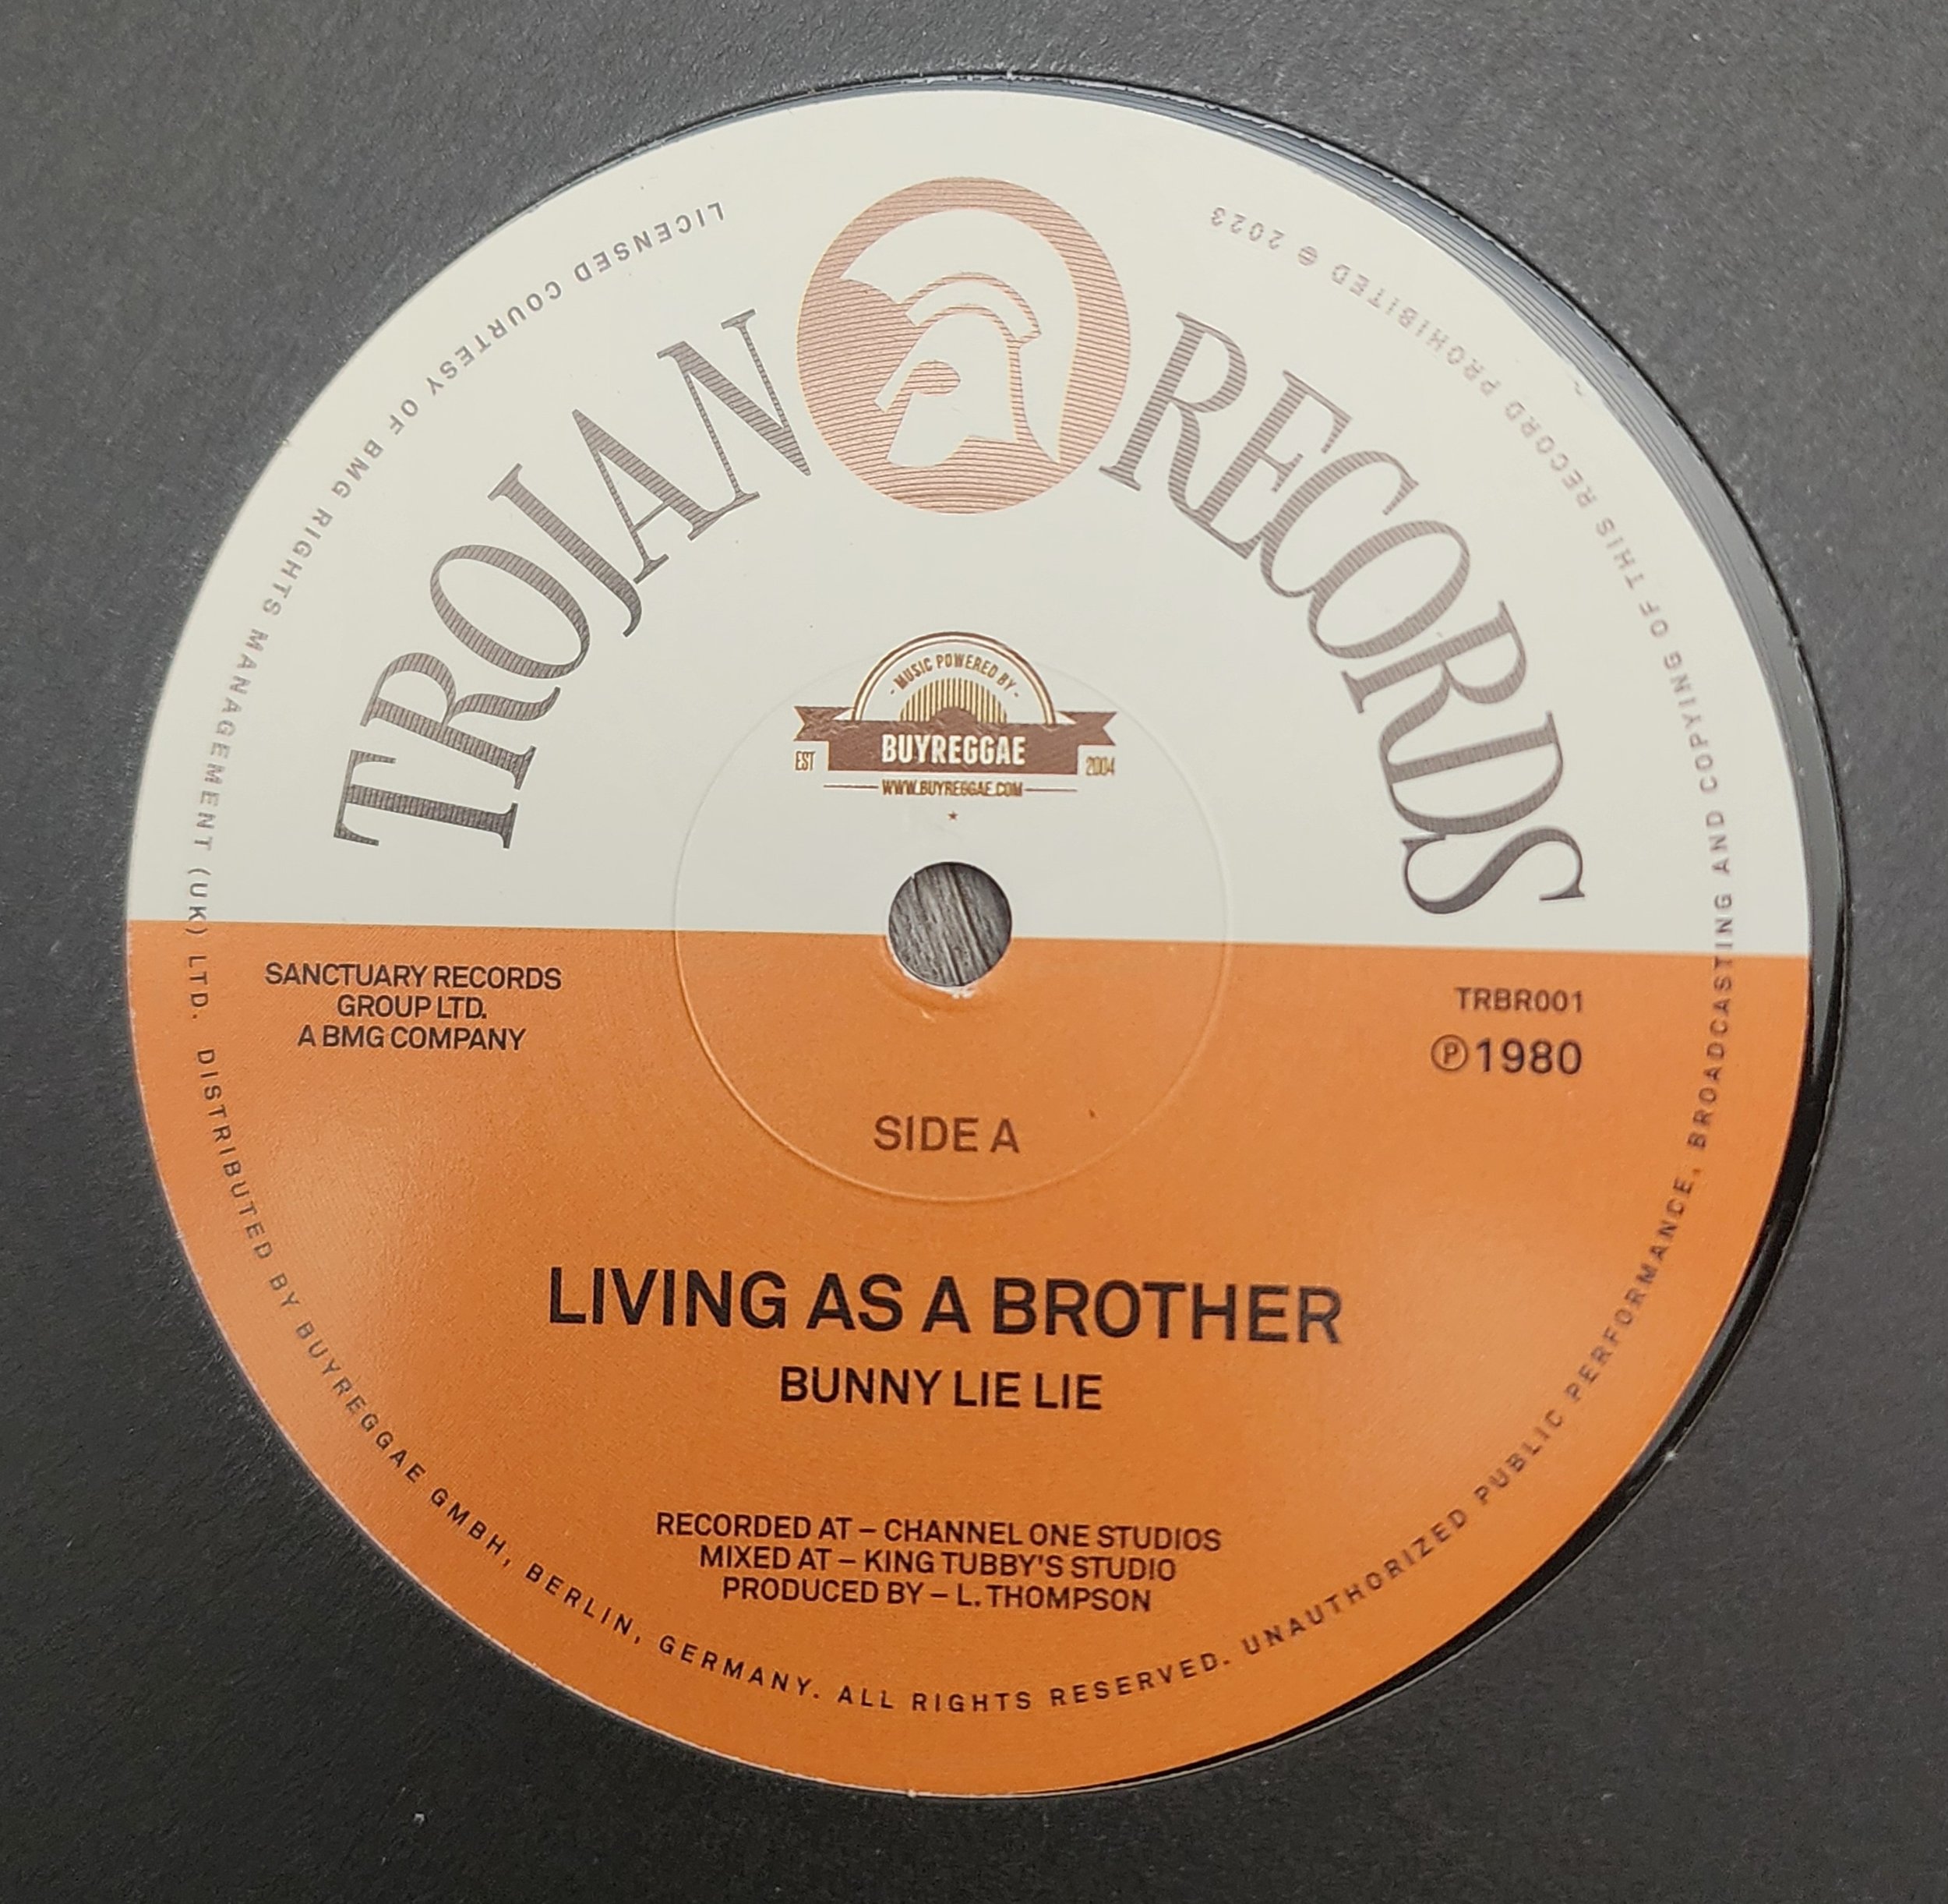 TROJAN RECORDS
- MUSIC POWERED BY -
BUYREGGAE
EST 2004
WWW.BUYREGGAE.COM
SANCTUARY RECORDS
GROUP LTD.
A BMG COMPANY
TRBR001
Ⓟ1980
SIDE A
LIVING AS A BROTHER
BUNNY LIE LIE
RECORDED AT – CHANNEL ONE STUDIOS
MIXED AT – KING TUBBY'S STUDIO
PRODUCED BY – L. THOMPSON
LICENSED COURTESY OF BMG RIGHTS MANAGEMENT (UK) LTD. DISTRIBUTED BY BUYREGGAE GMBH, BERLIN, GERMANY. ALL RIGHTS RESERVED. UNAUTHORIZED PUBLIC PERFORMANCE, BROADCASTING AND COPYING OF THIS RECORD PROHIBITED ℗ 2023